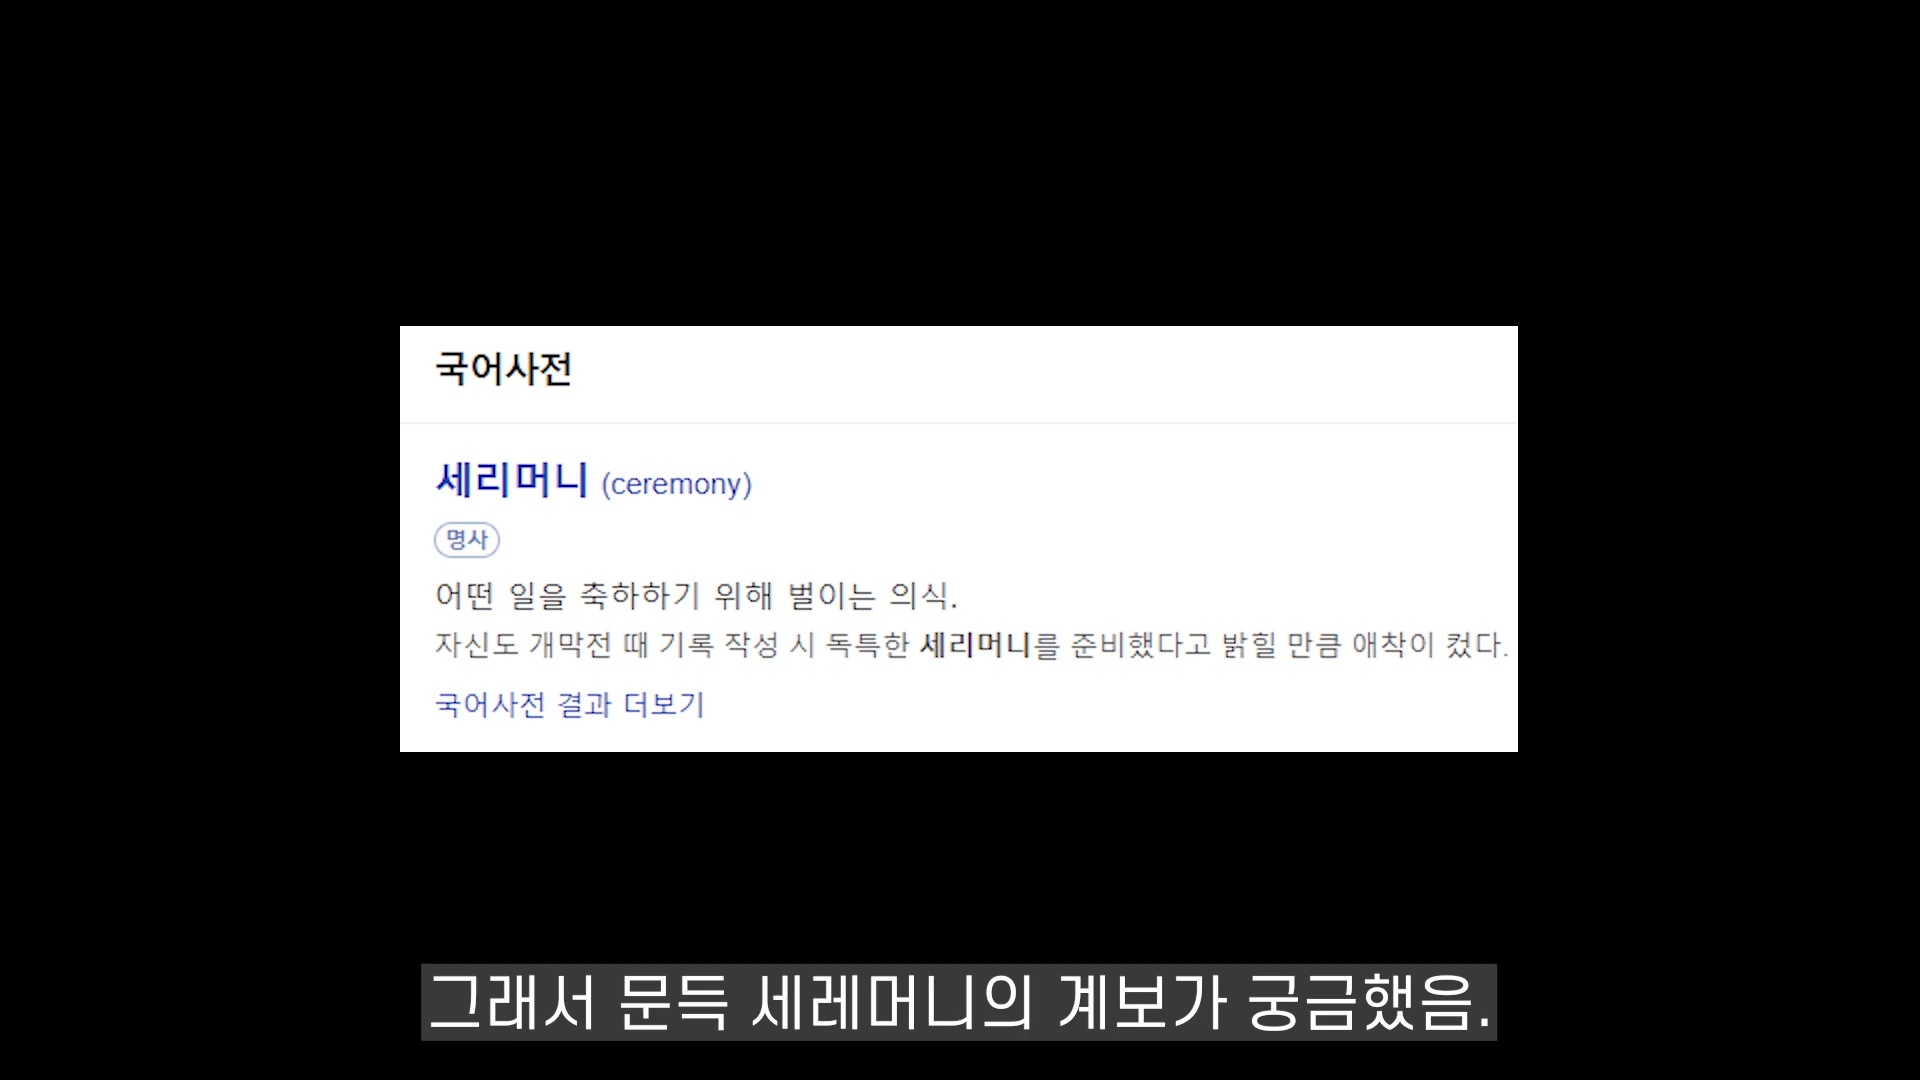 국어사전
세리머니 (ceremony)
명사
어떤 일을 축하하기 위해 벌이는 의식.
자신도 개막전 때 기록 작성 시 독특한 세리머니를 준비했다고 밝힐 만큼 애착이 컸다.
국어사전 결과 더보기
그래서 문득 세레머니의 계보가 궁금했음.